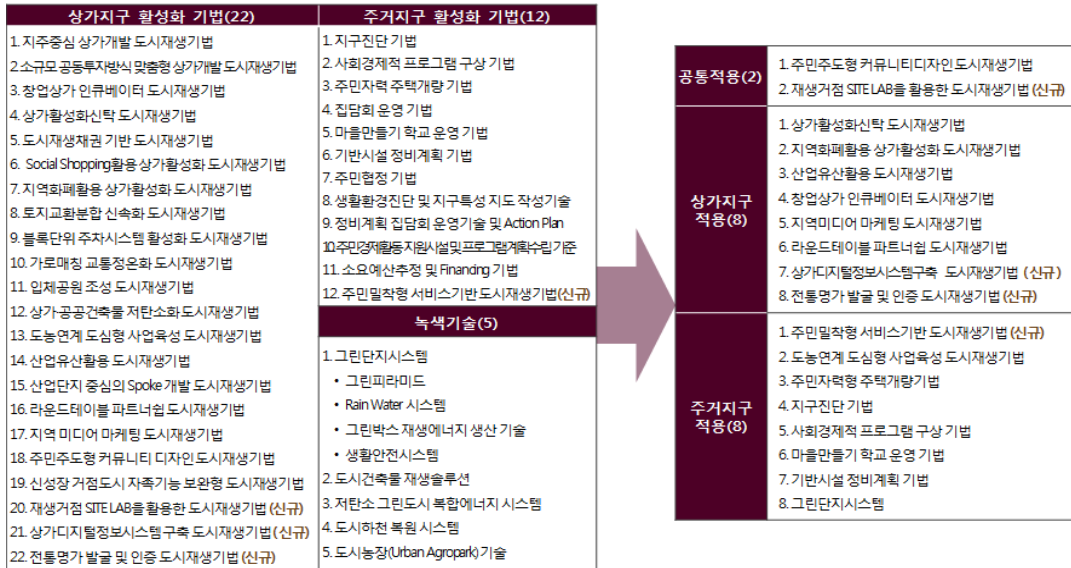 상가지구 활성화 기법(22)
1. 지주중심 상가개발 도시재생기법
2.소규모 공동투자방식 맞춤형 상가개발 도시재생기법
3. 창업상가 인큐베이터 도시재생기법
4. 상가활성화신탁 도시재생기법
5. 도시재생채권 기반 도시재생기법
6. Social Shopping활용 상가활성화 도시재생기법
7. 지역화폐활용 상가활성화 도시재생기법
8. 토지교환분합 신속화 도시재생기법
9. 블록단위 주차시스템 활성화 도시재생기법
10. 가로매칭 교통정온화 도시재생기법
11. 입체공원 조성 도시재생기법
12. 상가·공공건축물 저탄소화 도시재생기법
13. 도농연계 도심형 사업육성 도시재생기법
14. 산업유산활용 도시재생기법
15. 산업단지 중심의 Spoke 개발 도시재생기법
16. 라운드테이블 파트너쉽 도시재생기법
17. 지역 미디어 마케팅 도시재생기법
18. 주민주도형 커뮤니티 디자인 도시재생기법
19. 신성장 거점도시 자족기능 보완형 도시재생기법
20. 재생거점 SITE LAB을 활용한 도시재생기법 (신규)
21. 상가디지털정보시스템 구축 도시재생기법 (신규)
22. 전통명가 발굴 및 인증 도시재생기법 (신규)
주거지구 활성화 기법(12)
1. 지구진단 기법
2. 사회경제적 프로그램 구상 기법
3. 주민자력 주택개량 기법
4. 집담회 운영 기법
5. 마을만들기 학교 운영 기법
6. 기반시설 정비계획 기법
7. 주민협정 기법
8. 생활환경진단 및 지구특성 지도 작성기술
9. 정비계획 집담회 운영기술 및 Action Plan
10.주민경제활동 지원시설 및 프로그램 계획수립 기준
11. 소요예산추정 및 Financing 기법
12. 주민밀착형 서비스기반 도시재생기법(신규)
녹색기술(5)
1. 그린단지시스템
• 그린피라미드
• Rain Water 시스템
• 그린박스 재생에너지 생산 기술
• 생활안전시스템
2. 도시건축물 재생솔루션
3. 저탄소 그린도시 복합에너지 시스템
4. 도시하천 복원 시스템
5. 도시농장(Urban Agropark) 기술
공통적용(2)
1. 주민주도형 커뮤니티디자인 도시재생기법
2. 재생거점 SITE LAB을 활용한 도시재생기법 (신규)
상가지구
적용(8)
1. 상가활성화신탁 도시재생기법
2. 지역화폐활용 상가활성화 도시재생기법
3. 산업유산활용 도시재생기법
4. 창업상가 인큐베이터 도시재생기법
5. 지역미디어 마케팅 도시재생기법
6. 라운드테이블 파트너쉽 도시재생기법
7. 상가디지털정보시스템구축 도시재생기법 (신규)
8. 전통명가 발굴 및 인증 도시재생기법 (신규)
주거지구
적용(8)
1. 주민밀착형 서비스기반 도시재생기법 (신규)
2. 도농연계 도심형 사업육성 도시재생기법
3. 주민자력형 주택개량기법
4. 지구진단 기법
5. 사회경제적 프로그램 구상 기법
6. 마을만들기 학교 운영 기법
7. 기반시설 정비계획 기법
8. 그린단지시스템